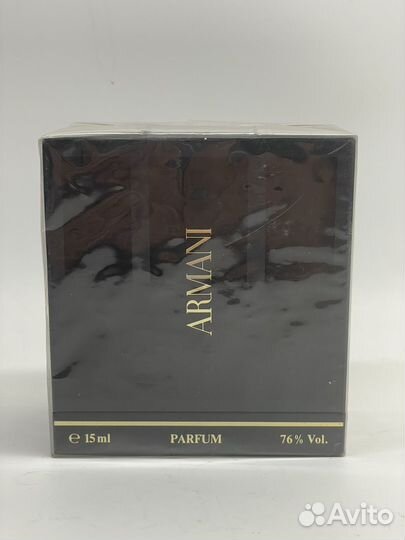 ARMANI
℮ 15 ml PARFUM 76% Vol.
Avito